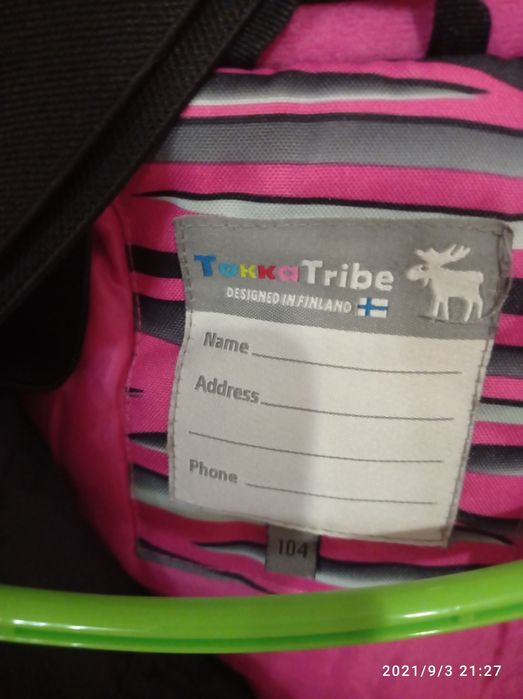 TokkaTribe
DESIGNED IN FINLAND
Name
Address
Phone
104
2021/9/3 21:27